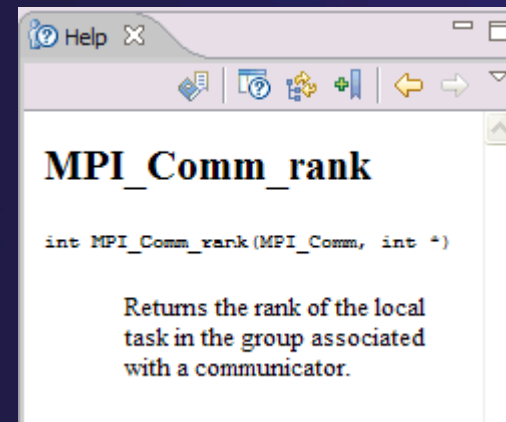 Help
MPI_Comm_rank
int MPI_Comm_rank(MPI_Comm, int *)
Returns the rank of the local
task in the group associated
with a communicator.